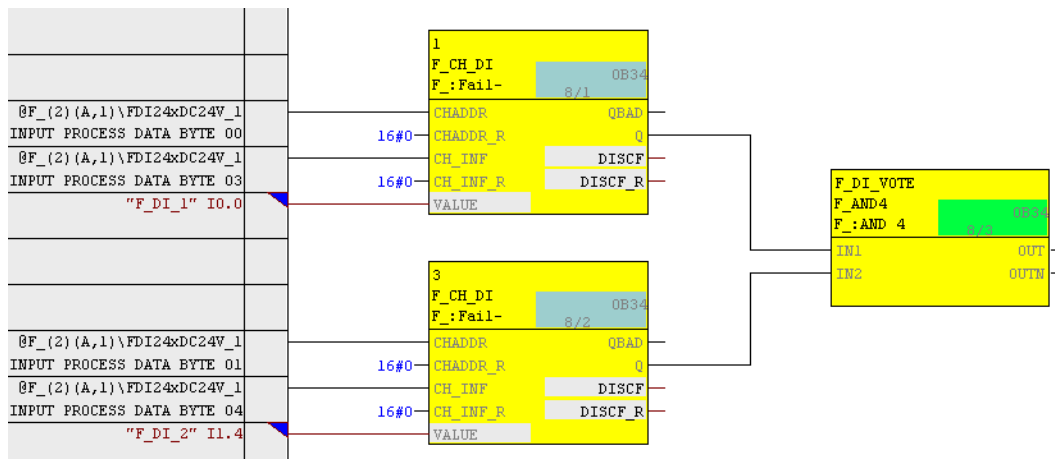 1
F_CH_DI
F_:Fail-
OB34
8/1
@F_(2)(A,1)\FDI24xDC24V_1
INPUT PROCESS DATA BYTE 00
@F_(2)(A,1)\FDI24xDC24V_1
INPUT PROCESS DATA BYTE 03
"F_DI_1" I0.0
16#0
16#0
CHADDR
CHADDR_R
CH_INF
CH_INF_R
VALUE
QBAD
Q
DISCF
DISCF_R
3
F_CH_DI
F_:Fail-
OB34
8/2
@F_(2)(A,1)\FDI24xDC24V_1
INPUT PROCESS DATA BYTE 01
@F_(2)(A,1)\FDI24xDC24V_1
INPUT PROCESS DATA BYTE 04
"F_DI_2" I1.4
16#0
16#0
CHADDR
CHADDR_R
CH_INF
CH_INF_R
VALUE
QBAD
Q
DISCF
DISCF_R
F_DI_VOTE
F_AND4
F_:AND 4
OB34
8/3
IN1
IN2
OUT
OUTN